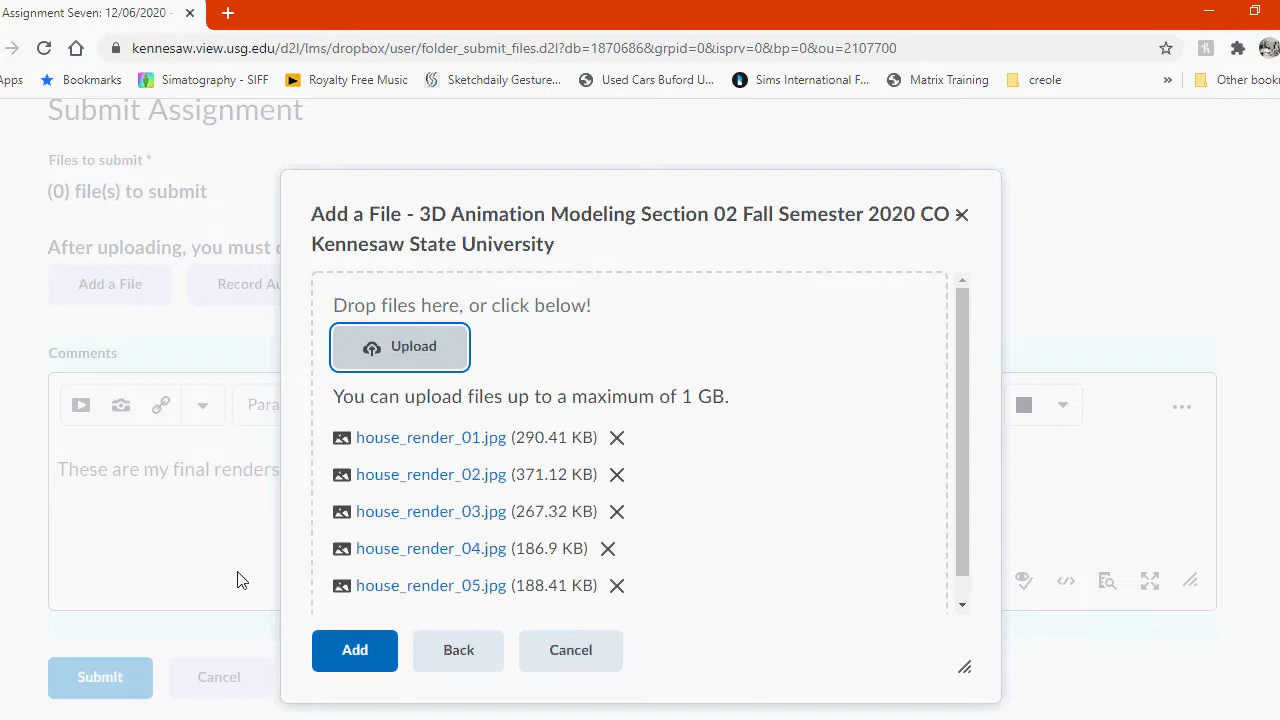 Assignment Seven: 12/06/2020 -
kennesaw.view.usg.edu/d2l/lms/dropbox/user/folder_submit_files.d2l?db=1870686&grpid=0&isprv=0&bp=0&ou=2107700
Apps Bookmarks Simatography - SIFF Royalty Free Music Sketchdaily Gesture... Used Cars Buford U... Sims International F... Matrix Training creole » Other book
Submit Assignment
Files to submit *
(0) file(s) to submit
After uploading, you must c
Add a File Record Au
Comments
Para
These are my final renders
Submit Cancel
Add a File - 3D Animation Modeling Section 02 Fall Semester 2020 CO
Kennesaw State University
Drop files here, or click below!
Upload
You can upload files up to a maximum of 1 GB.
house_render_01.jpg (290.41 KB)
house_render_02.jpg (371.12 KB)
house_render_03.jpg (267.32 KB)
house_render_04.jpg (186.9 KB)
house_render_05.jpg (188.41 KB)
Add Back Cancel